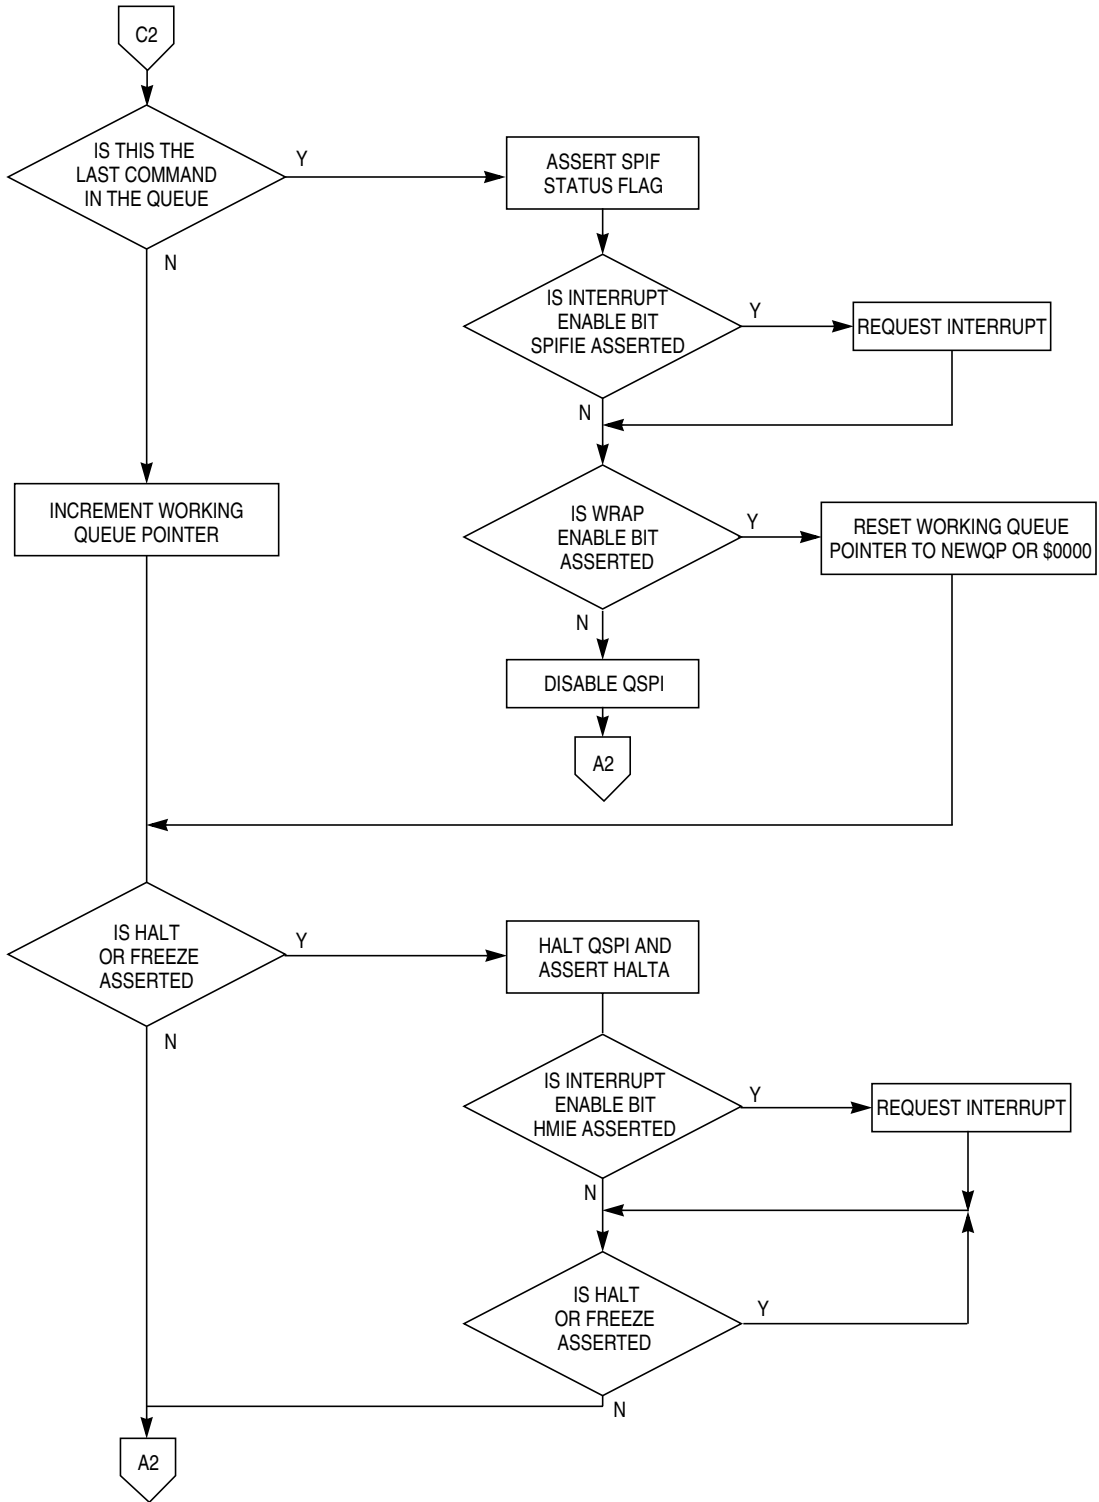 C2
IS THIS THE
LAST COMMAND
IN THE QUEUE
Y
N
ASSERT SPIF
STATUS FLAG
IS INTERRUPT
ENABLE BIT
SPIFIE ASSERTED
Y
N
REQUEST INTERRUPT
INCREMENT WORKING
QUEUE POINTER
IS WRAP
ENABLE BIT
ASSERTED
Y
N
RESET WORKING QUEUE
POINTER TO NEWQP OR $0000
DISABLE QSPI
A2
IS HALT
OR FREEZE
ASSERTED
Y
N
HALT QSPI AND
ASSERT HALTA
IS INTERRUPT
ENABLE BIT
HMIE ASSERTED
Y
N
REQUEST INTERRUPT
IS HALT
OR FREEZE
ASSERTED
Y
N
A2